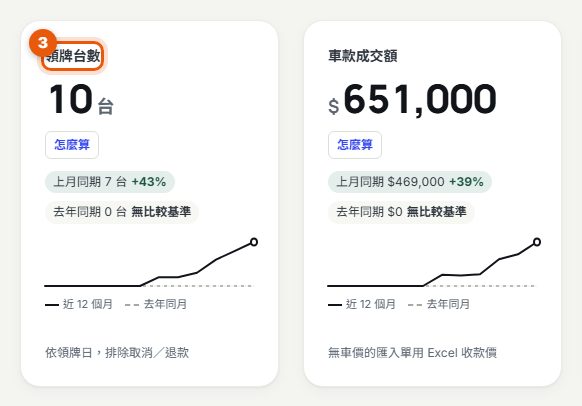 3
領牌台數
10 台
怎麼算
上月同期 7 台 +43%
去年同期 0 台 無比較基準
近 12 個月 去年同月
依領牌日，排除取消／退款
車款成交額
$ 651,000
怎麼算
上月同期 $469,000 +39%
去年同期 $0 無比較基準
近 12 個月 去年同月
無車價的匯入單用 Excel 收款價